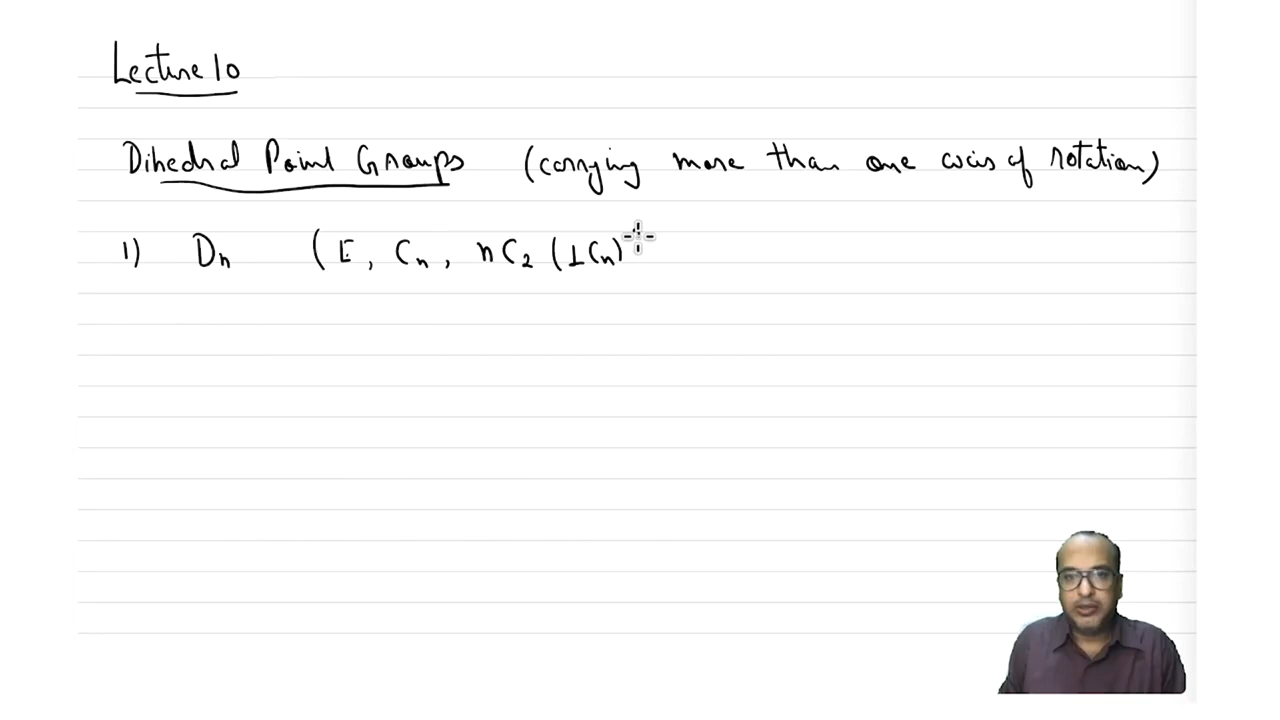 Lecture 10
Dihedral Point Groups (carrying more than one axis of rotation)
1) Dn (E, Cn, nC2 (⊥Cn)